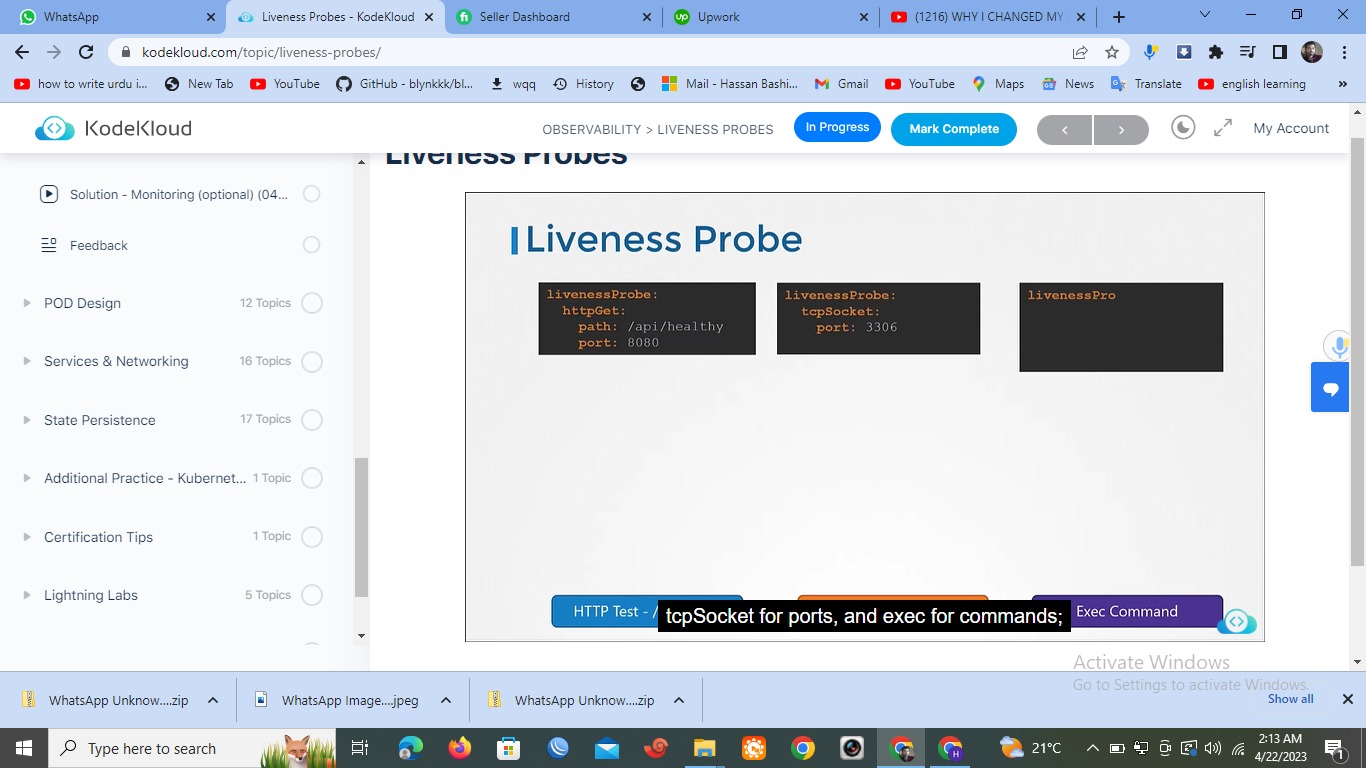 WhatsApp
Liveness Probes - KodeKloud
Seller Dashboard
Upwork
(1216) WHY I CHANGED MY
kodekloud.com/topic/liveness-probes/
how to write urdu i...
New Tab
YouTube
GitHub - blynkkk/bl...
wqq
History
Mail - Hassan Bashi...
Gmail
YouTube
Maps
News
Translate
english learning
»
KodeKloud
OBSERVABILITY > LIVENESS PROBES
In Progress
Mark Complete
My Account
Liveness Probes
Solution - Monitoring (optional) (04...
Feedback
POD Design 12 Topics
Services & Networking 16 Topics
State Persistence 17 Topics
Additional Practice - Kubernet... 1 Topic
Certification Tips 1 Topic
Lightning Labs 5 Topics
Liveness Probe
livenessProbe:
httpGet:
path: /api/healthy
port: 8080
livenessProbe:
tcpSocket:
port: 3306
livenessPro
HTTP Test - /
tcpSocket for ports, and exec for commands;
Exec Command
Activate Windows
Go to Settings to activate Windows.
WhatsApp Unknow....zip
WhatsApp Image....jpeg
WhatsApp Unknow....zip
Show all
Type here to search
21°C
2:13 AM
4/22/2023
1